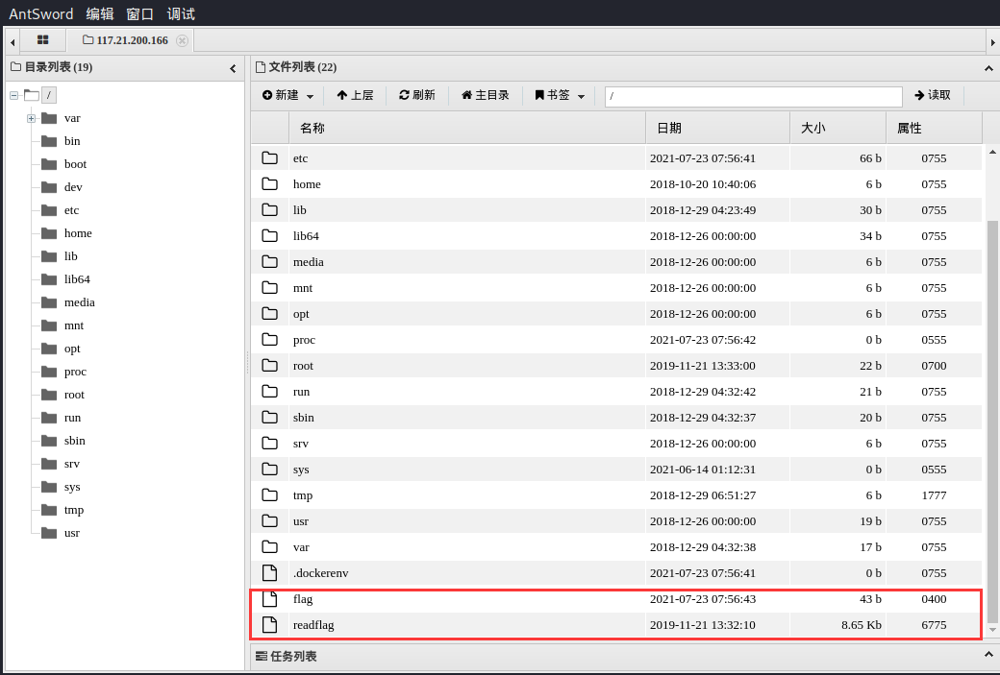 AntSword 编辑 窗口 调试
117.21.200.166
目录列表 (19)
/
var
bin
boot
dev
etc
home
lib
lib64
media
mnt
opt
proc
root
run
sbin
srv
sys
tmp
usr
文件列表 (22)
新建 上层 刷新 主目录 书签 / 读取
名称 日期 大小 属性
etc 2021-07-23 07:56:41 66 b 0755
home 2018-10-20 10:40:06 6 b 0755
lib 2018-12-29 04:23:49 30 b 0755
lib64 2018-12-26 00:00:00 34 b 0755
media 2018-12-26 00:00:00 6 b 0755
mnt 2018-12-26 00:00:00 6 b 0755
opt 2018-12-26 00:00:00 6 b 0755
proc 2021-07-23 07:56:42 0 b 0555
root 2019-11-21 13:33:00 22 b 0700
run 2018-12-29 04:32:42 21 b 0755
sbin 2018-12-29 04:32:37 20 b 0755
srv 2018-12-26 00:00:00 6 b 0755
sys 2021-06-14 01:12:31 0 b 0555
tmp 2018-12-29 06:51:27 6 b 1777
usr 2018-12-26 00:00:00 19 b 0755
var 2018-12-29 04:32:38 17 b 0755
.dockerenv 2021-07-23 07:56:41 0 b 0755
flag 2021-07-23 07:56:43 43 b 0400
readflag 2019-11-21 13:32:10 8.65 Kb 6775
任务列表